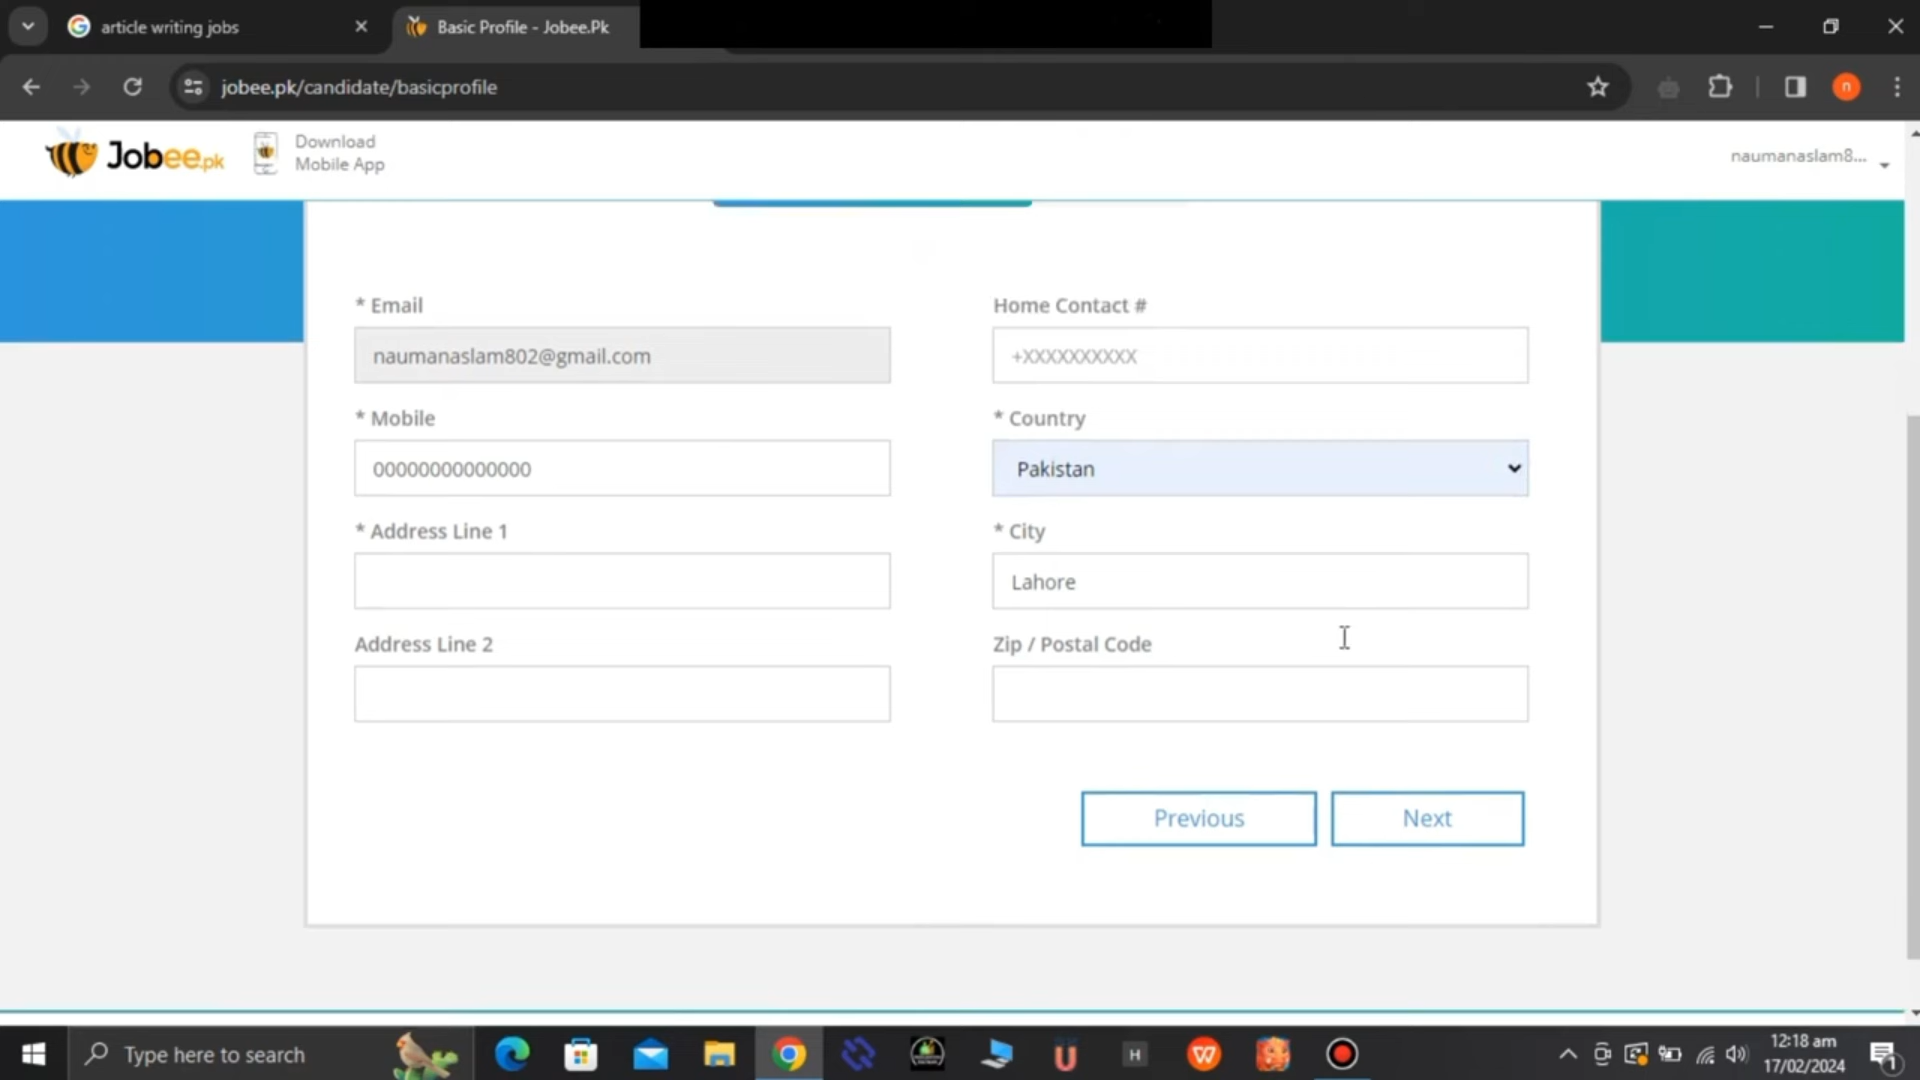 article writing jobs
Basic Profile - Jobee.Pk
jobee.pk/candidate/basicprofile
n
Jobee.pk
Download
Mobile App
naumanaslam8...
* Email
naumanaslam802@gmail.com
Home Contact #
+XXXXXXXXXX
* Mobile
00000000000000
* Country
Pakistan
* Address Line 1
* City
Lahore
Address Line 2
Zip / Postal Code
Previous
Next
Type here to search
H
12:18 am
17/02/2024
1